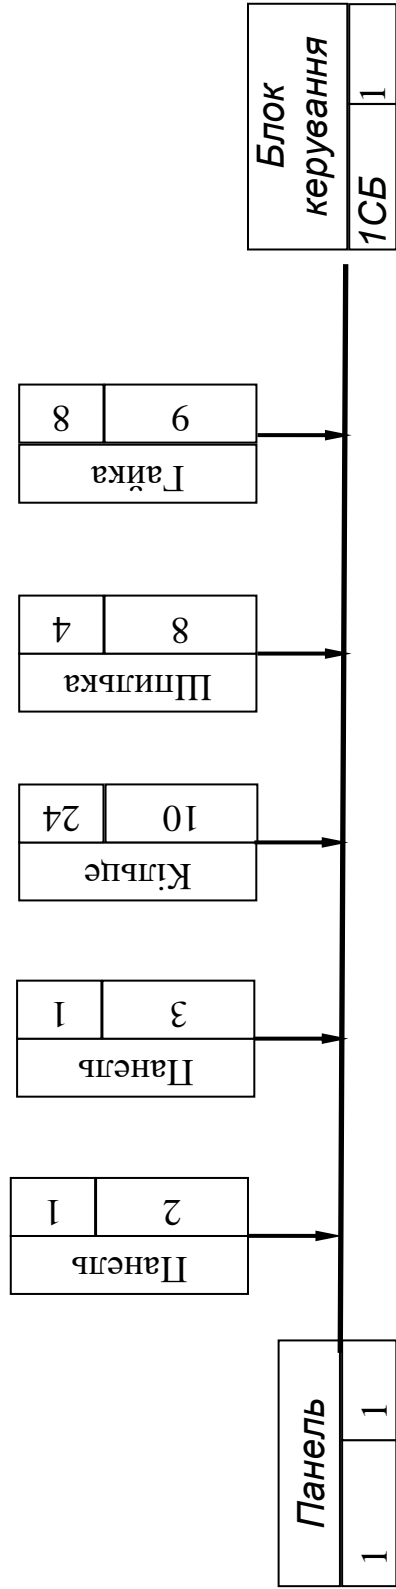 Блок
керування
1СБ 1
Гайка
9 8
Шпилька
8 4
Кільце
10 24
Панель
3 1
Панель
2 1
Панель
1 1